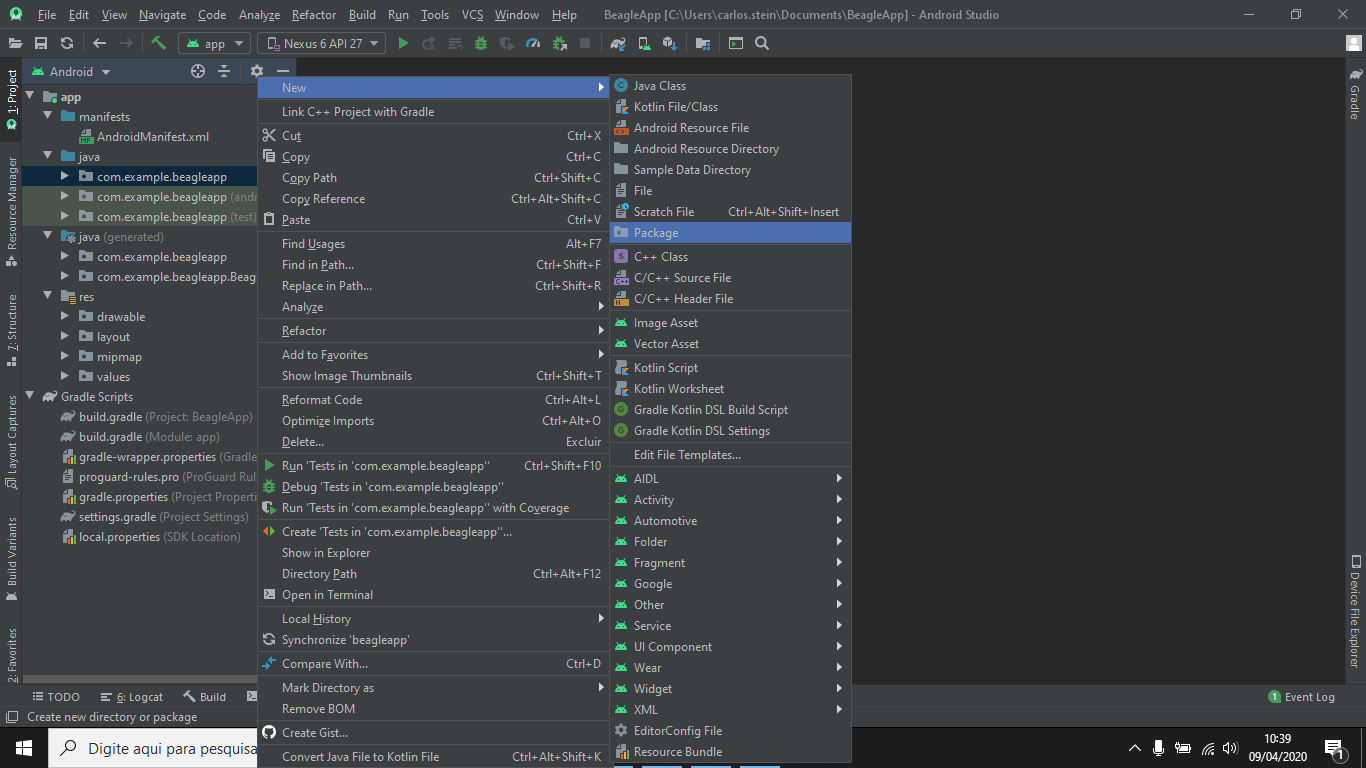 File Edit View Navigate Code Analyze Refactor Build Run Tools VCS Window Help BeagleApp [C:\Users\carlos.stein\Documents\BeagleApp] - Android Studio
app Nexus 6 API 27
Android
1: Project
Resource Manager
7: Structure
Layout Captures
Build Variants
2: Favorites
app
manifests
AndroidManifest.xml
java
com.example.beagleapp
com.example.beagleapp (andr
com.example.beagleapp (test)
java (generated)
com.example.beagleapp
com.example.beagleapp.Beag
res
drawable
layout
mipmap
values
Gradle Scripts
build.gradle (Project: BeagleApp)
build.gradle (Module: app)
gradle-wrapper.properties (Gradle
proguard-rules.pro (ProGuard Rul
gradle.properties (Project Properti
settings.gradle (Project Settings)
local.properties (SDK Location)
New
Link C++ Project with Gradle
Cut Ctrl+X
Copy Ctrl+C
Copy Path Ctrl+Shift+C
Copy Reference Ctrl+Alt+Shift+C
Paste Ctrl+V
Find Usages Alt+F7
Find in Path... Ctrl+Shift+F
Replace in Path... Ctrl+Shift+R
Analyze
Refactor
Add to Favorites
Show Image Thumbnails Ctrl+Shift+T
Reformat Code Ctrl+Alt+L
Optimize Imports Ctrl+Alt+O
Delete... Excluir
Run 'Tests in 'com.example.beagleapp'' Ctrl+Shift+F10
Debug 'Tests in 'com.example.beagleapp''
Run 'Tests in 'com.example.beagleapp'' with Coverage
Create 'Tests in 'com.example.beagleapp''...
Show in Explorer
Directory Path Ctrl+Alt+F12
Open in Terminal
Local History
Synchronize 'beagleapp'
Compare With... Ctrl+D
Mark Directory as
Remove BOM
Create Gist...
Convert Java File to Kotlin File Ctrl+Alt+Shift+K
Java Class
Kotlin File/Class
Android Resource File
Android Resource Directory
Sample Data Directory
File
Scratch File Ctrl+Alt+Shift+Insert
Package
C++ Class
C/C++ Source File
C/C++ Header File
Image Asset
Vector Asset
Kotlin Script
Kotlin Worksheet
Gradle Kotlin DSL Build Script
Gradle Kotlin DSL Settings
Edit File Templates...
AIDL
Activity
Automotive
Folder
Fragment
Google
Other
Service
UI Component
Wear
Widget
XML
EditorConfig File
Resource Bundle
Gradle
Device File Explorer
TODO 6: Logcat Build
1 Event Log
Create new directory or package
Digite aqui para pesquisa
10:39
09/04/2020
1